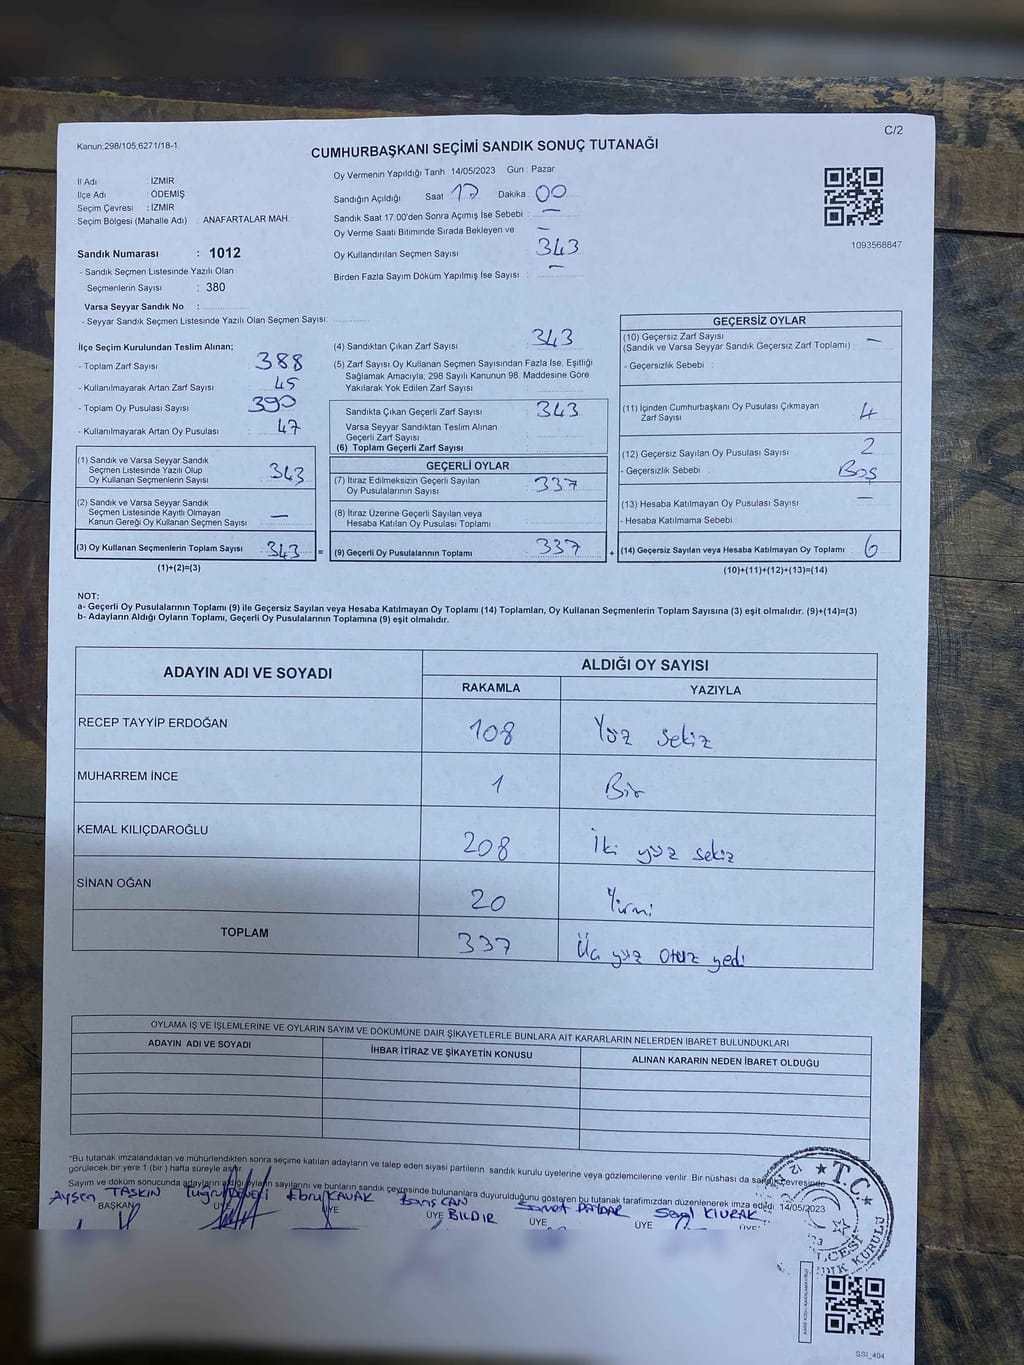 Kanun;298/105;6271/18-1
C/2
CUMHURBAŞKANI SEÇİMİ SANDIK SONUÇ TUTANAĞI
İl Adı : İZMİR
İlçe Adı : ÖDEMİŞ
Seçim Çevresi : İZMİR
Seçim Bölgesi (Mahalle Adı) : ANAFARTALAR MAH.
Sandık Numarası : 1012
- Sandık Seçmen Listesinde Yazılı Olan
Seçmenlerin Sayısı : 380
Varsa Seyyar Sandık No :
- Seyyar Sandık Seçmen Listesinde Yazılı Olan Seçmen Sayısı:
Oy Vermenin Yapıldığı Tarih : 14/05/2023 Gün : Pazar
Sandığın Açıldığı Saat 17 Dakika : 00
Sandık Saat 17.00'den Sonra Açımış İse Sebebi : —
Oy Verme Saati Bitiminde Sırada Bekleyen ve —
Oy Kullandırılan Seçmen Sayısı : 343
Birden Fazla Sayım Döküm Yapılmış İse Sayısı : —
1093568847
İlçe Seçim Kurulundan Teslim Alınan;
- Toplam Zarf Sayısı : 388
- Kullanılmayarak Artan Zarf Sayısı : 45
- Toplam Oy Pusulası Sayısı : 390
- Kullanılmayarak Artan Oy Pusulası : 47
(1) Sandık ve Varsa Seyyar Sandık
Seçmen Listesinde Yazılı Olup
Oy Kullanan Seçmenlerin Sayısı : 343
(2) Sandık ve Varsa Seyyar Sandık
Seçmen Listesinde Kayıtlı Olmayan
Kanun Gereği Oy Kullanan Seçmen Sayısı : —
(3) Oy Kullanan Seçmenlerin Toplam Sayısı : 343 =
(1)+(2)=(3)
(4) Sandıktan Çıkan Zarf Sayısı : 343
(5) Zarf Sayısı Oy Kullanan Seçmen Sayısından Fazla İse, Eşitliği
Sağlamak Amacıyla; 298 Sayılı Kanunun 98. Maddesine Göre
Yakılarak Yok Edilen Zarf Sayısı :
Sandıkta Çıkan Geçerli Zarf Sayısı : 343
Varsa Seyyar Sandıktan Teslim Alınan
Geçerli Zarf Sayısı :
(6) Toplam Geçerli Zarf Sayısı :
GEÇERLİ OYLAR
(7) İtiraz Edilmeksizin Geçerli Sayılan
Oy Pusulalarının Sayısı : 337
(8) İtiraz Üzerine Geçerli Sayılan veya
Hesaba Katılan Oy Pusulası Toplamı :
(9) Geçerli Oy Pusulalarının Toplamı : 337 +
GEÇERSİZ OYLAR
(10) Geçersiz Zarf Sayısı : —
(Sandık ve Varsa Seyyar Sandık Geçersiz Zarf Toplamı)
- Geçersizlik Sebebi :
(11) İçinden Cumhurbaşkanı Oy Pusulası Çıkmayan
Zarf Sayısı : 4
(12) Geçersiz Sayılan Oy Pusulası Sayısı : 2
- Geçersizlik Sebebi : Boş
(13) Hesaba Katılmayan Oy Pusulası Sayısı : —
- Hesaba Katılmama Sebebi :
(14) Geçersiz Sayılan veya Hesaba Katılmayan Oy Toplamı : 6
(10)+(11)+(12)+(13)=(14)
NOT:
a- Geçerli Oy Pusulalarının Toplamı (9) ile Geçersiz Sayılan veya Hesaba Katılmayan Oy Toplamı (14) Toplamları, Oy Kullanan Seçmenlerin Toplam Sayısına (3) eşit olmalıdır. (9)+(14)=(3)
b- Adayların Aldığı Oyların Toplamı, Geçerli Oy Pusulalarının Toplamına (9) eşit olmalıdır.
ADAYIN ADI VE SOYADI
ALDIĞI OY SAYISI
RAKAMLA YAZIYLA
RECEP TAYYİP ERDOĞAN 108 Yüz sekiz
MUHARREM İNCE 1 Bir
KEMAL KILIÇDAROĞLU 208 İki yüz sekiz
SİNAN OĞAN 20 Yirmi
TOPLAM 337 Üç yüz otuz yedi
OYLAMA İŞ VE İŞLEMLERİNE VE OYLARIN SAYIM VE DÖKÜMÜNE DAİR ŞİKAYETLERLE BUNLARA AİT KARARLARIN NELERDEN İBARET BULUNDUKLARI
ADAYIN ADI VE SOYADI İHBAR İTİRAZ VE ŞİKAYETİN KONUSU ALINAN KARARIN NEDEN İBARET OLDUĞU
*Bu tutanak imzalandıktan ve mühürlendikten sonra seçime katılan adayların ve talep eden siyasi partilerin sandık kurulu üyelerine veya gözlemcilerine verilir. Bir nüshası da sandık çevresinde
görülecek bir yere 1 (bir) hafta süreyle asılır.
Sayım ve döküm sonucunda adayların aldığı oyların sayılarını ve bunların sandık çevresinde bulunanlara duyurulduğunu gösteren bu tutanak tarafımızdan düzenlenerek imza edildi. 14/05/2023
Aysen TAŞKIN Ebru KAVAK Barış CAN BİLDİR
BAŞKAN ÜYE ÜYE ÜYE ÜYE ÜYE ÜYE
T.C.
SSI_404